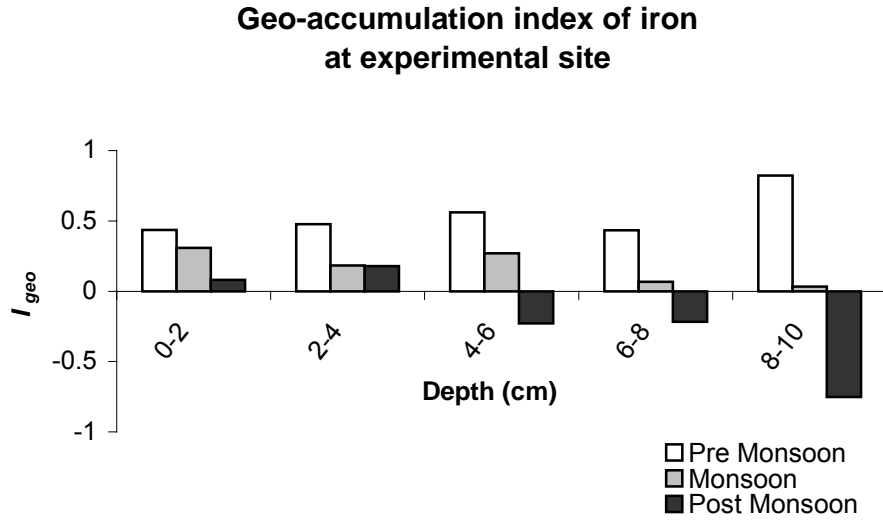 Geo-accumulation index of iron
at experimental site
1
0.5
0
-0.5
-1
I geo
0-2
2-4
4-6
6-8
8-10
Depth (cm)
Pre Monsoon
Monsoon
Post Monsoon